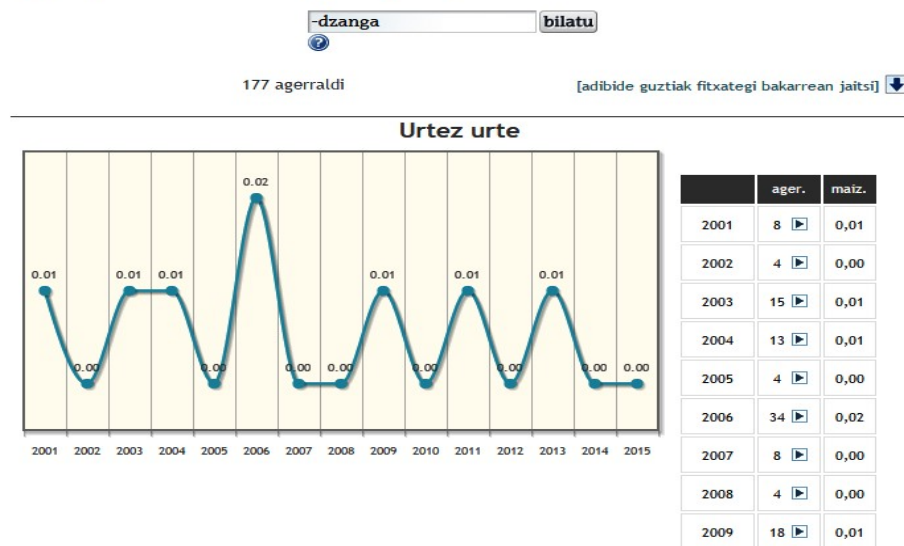 -dzanga bilatu
?
177 agerraldi [adibide guztiak fitxategi bakarrean jaitsi]
Urtez urte
0.01 0.00 0.01 0.01 0.00 0.02 0.00 0.00 0.01 0.00 0.01 0.00 0.01 0.00 0.00
2001 2002 2003 2004 2005 2006 2007 2008 2009 2010 2011 2012 2013 2014 2015
ager. maiz.
2001 8 0,01
2002 4 0,00
2003 15 0,01
2004 13 0,01
2005 4 0,00
2006 34 0,02
2007 8 0,00
2008 4 0,00
2009 18 0,01